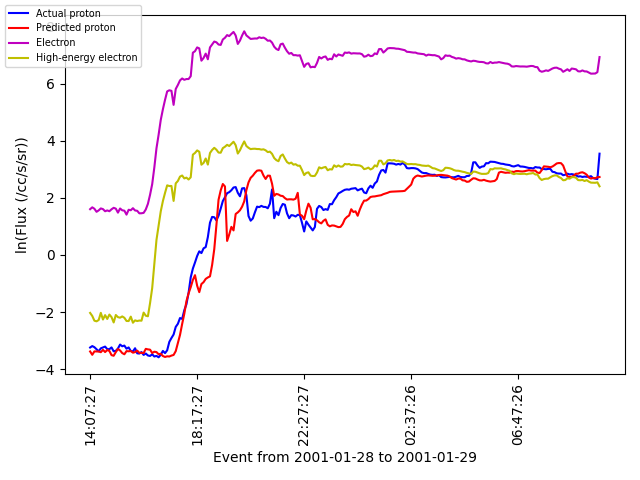 Actual proton
Predicted proton
Electron
High-energy electron
6
4
2
0
−2
−4
ln(Flux (/cc/s/sr))
14:07:27
18:17:27
22:27:27
02:37:26
06:47:26
Event from 2001-01-28 to 2001-01-29